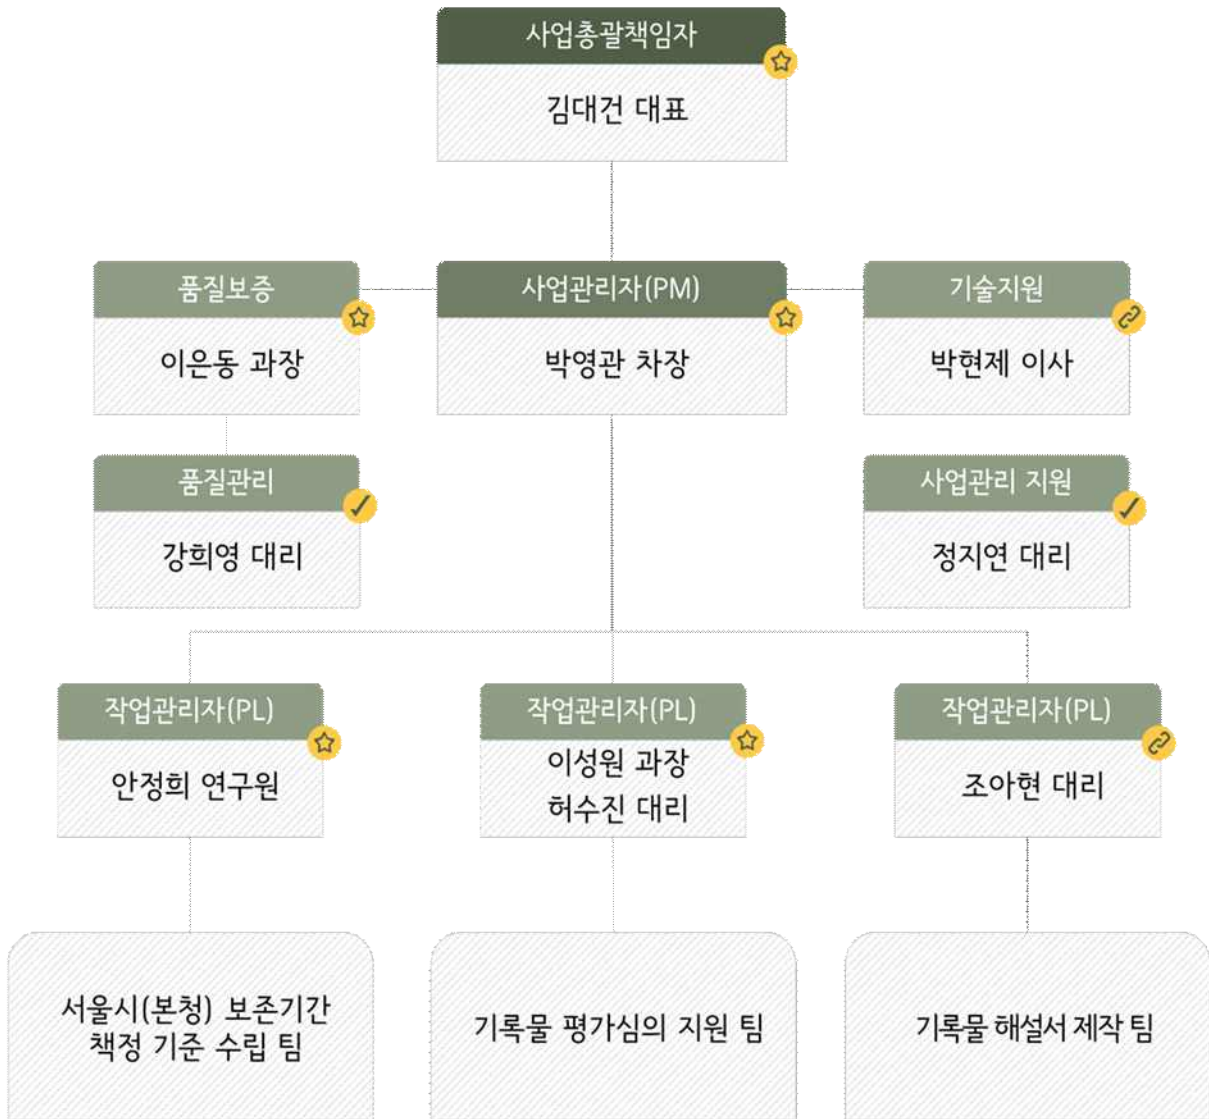 사업총괄책임자
김대건 대표
품질보증
이은동 과장
사업관리자(PM)
박영관 차장
기술지원
박현제 이사
품질관리
강희영 대리
사업관리 지원
정지연 대리
작업관리자(PL)
안정희 연구원
작업관리자(PL)
이성원 과장
허수진 대리
작업관리자(PL)
조아현 대리
서울시(본청) 보존기간
책정 기준 수립 팀
기록물 평가심의 지원 팀
기록물 해설서 제작 팀